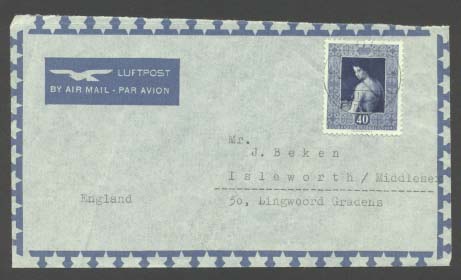 LUFTPOST
BY AIR MAIL - PAR AVION
40
Mr.
J. Beken
Isleworth / Middlesex
50, Lingwoord Gradens
England